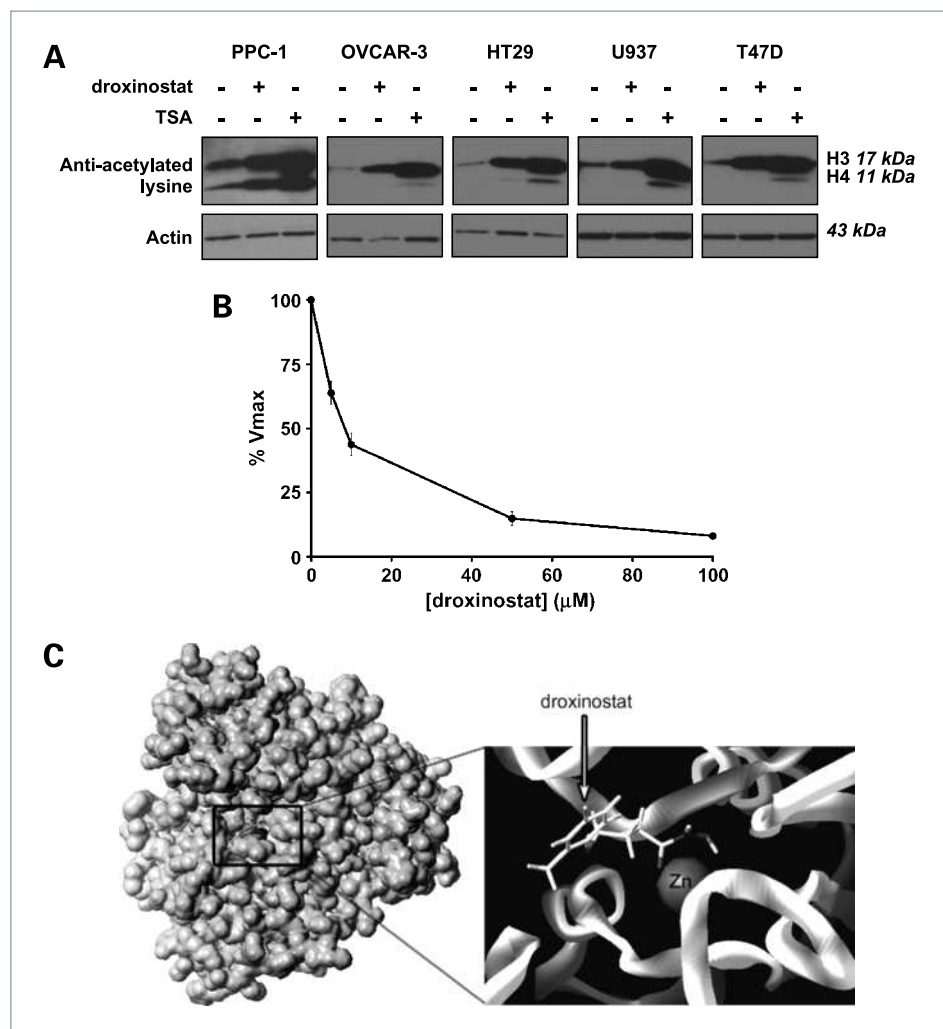 A
PPC-1 OVCAR-3 HT29 U937 T47D
droxinostat - + - - + - - + - - + - - + -
TSA - - + - - + - - + - - + - - +
Anti-acetylated
lysine
H3 17 kDa
H4 11 kDa
Actin
43 kDa
B
100
75
50
25
0
% Vmax
0 20 40 60 80 100
[droxinostat] (μM)
C
droxinostat
Zn